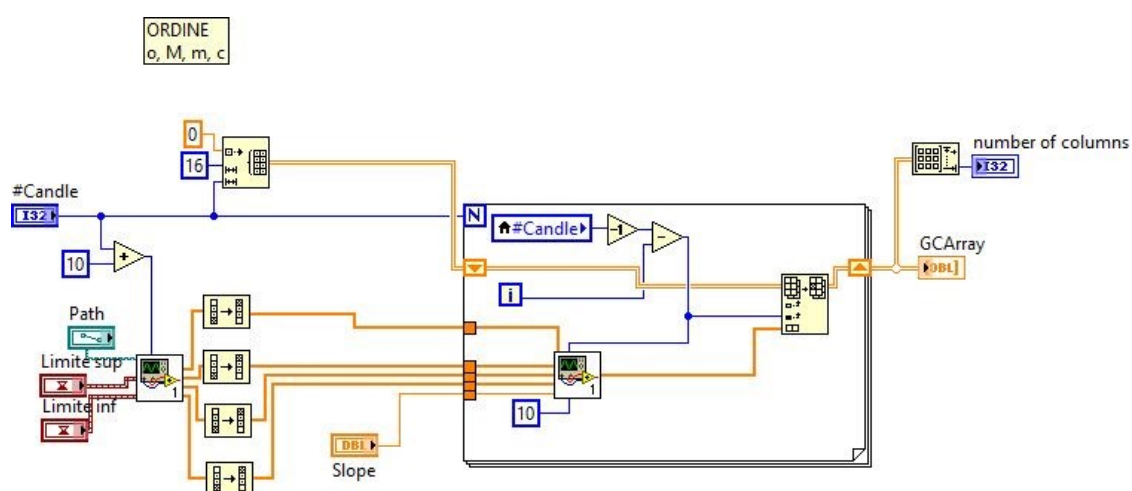 ORDINE
o, M, m, c
0
16
number of columns
I32
#Candle
I32
N
#Candle
-1
-
+
10
GCArray
DBL]
i
Path
Limite sup
1
Limite inf
1
10
DBL
Slope